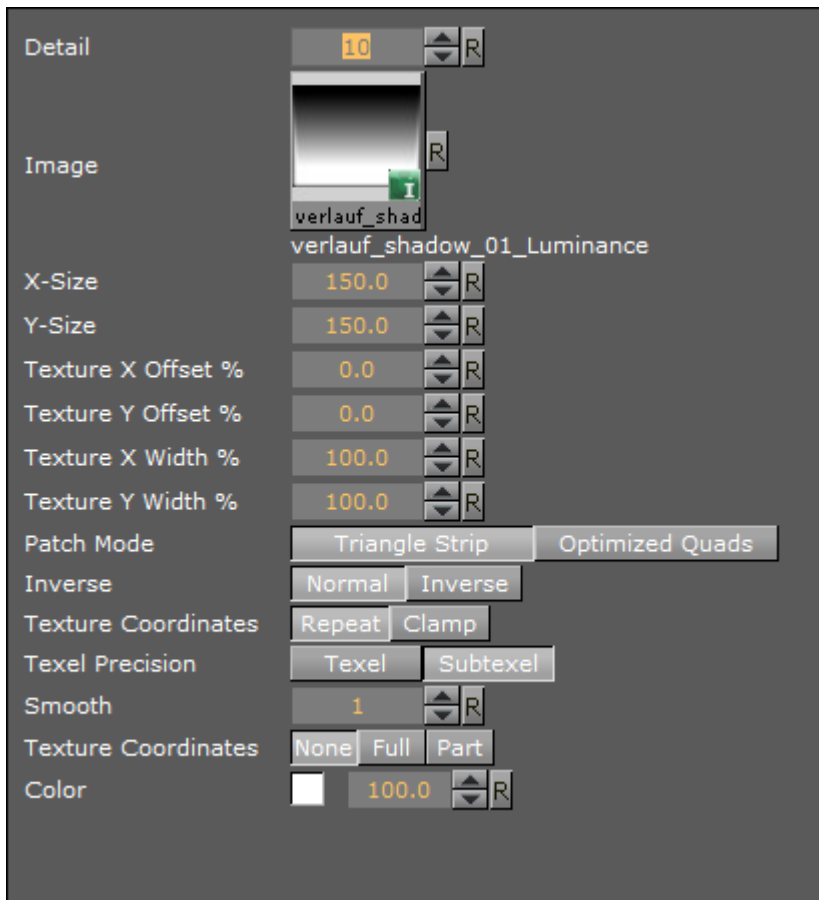 Detail 10 R
Image R
I
verlauf_shad
verlauf_shadow_01_Luminance
X-Size 150.0 R
Y-Size 150.0 R
Texture X Offset % 0.0 R
Texture Y Offset % 0.0 R
Texture X Width % 100.0 R
Texture Y Width % 100.0 R
Patch Mode Triangle Strip Optimized Quads
Inverse Normal Inverse
Texture Coordinates Repeat Clamp
Texel Precision Texel Subtexel
Smooth 1 R
Texture Coordinates None Full Part
Color 100.0 R